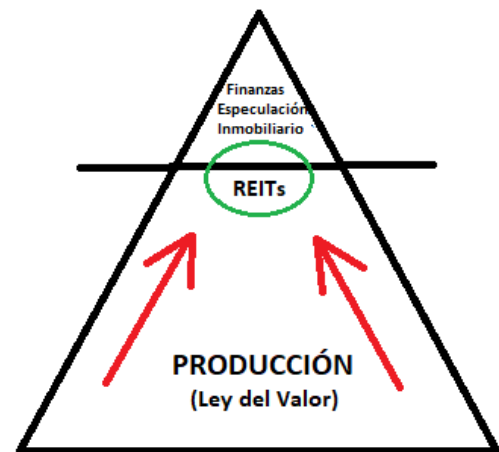 Finanzas
Especulación
Inmobiliario
REITs
PRODUCCIÓN
(Ley del Valor)